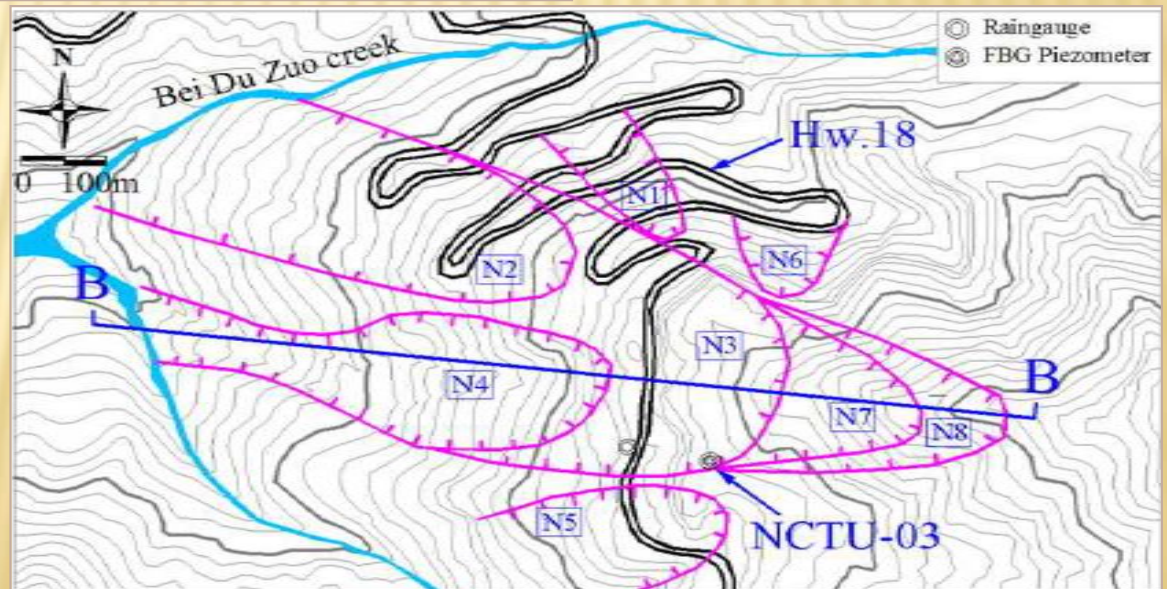 Raingauge
FBG Piezometer
N
Bei Du Zuo creek
0 100m
Hw.18
N1
N2
N6
B
N3
B
N4
N7
N8
N5
NCTU-03